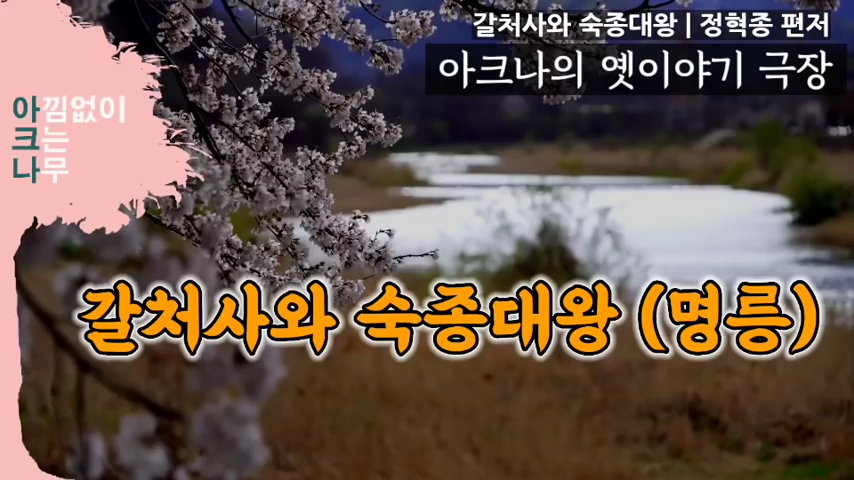 갈처사와 숙종대왕 | 정혁종 편저
아크나의 옛이야기 극장
아낌없이
크는
나무
갈처사와 숙종대왕 (명릉)